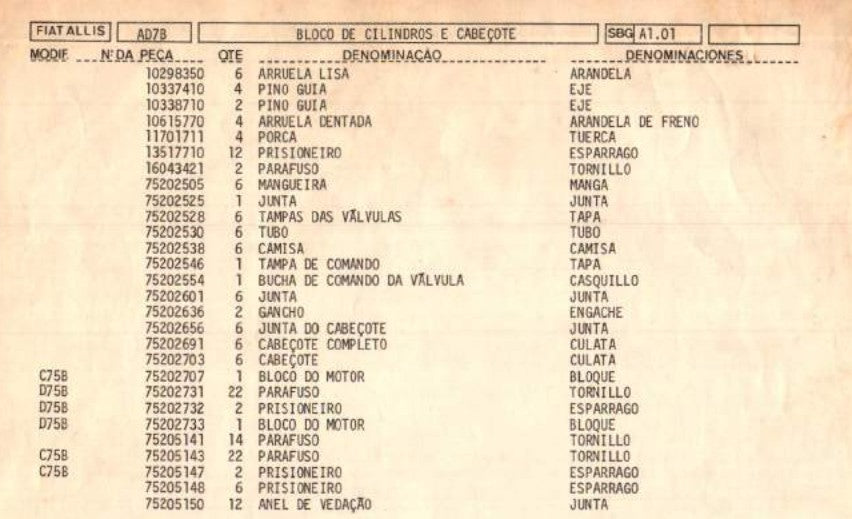 FIATALLIS AD7B BLOCO DE CILINDROS E CABEÇOTE SBG A1.01
MODIF. Nº DA PEÇA QTE DENOMINAÇÃO DENOMINACIONES
10298350 6 ARRUELA LISA ARANDELA
10337410 4 PINO GUIA EJE
10338710 2 PINO GUIA EJE
10615770 4 ARRUELA DENTADA ARANDELA DE FRENO
11701711 4 PORCA TUERCA
13517710 12 PRISIONEIRO ESPARRAGO
16043421 2 PARAFUSO TORNILLO
75202505 6 MANGUEIRA MANGA
75202525 1 JUNTA JUNTA
75202528 6 TAMPAS DAS VÃLVULAS TAPA
75202530 6 TUBO TUBO
75202538 6 CAMISA CAMISA
75202546 1 TAMPA DE COMANDO TAPA
75202554 1 BUCHA DE COMANDO DA VÃLVULA CASQUILLO
75202601 6 JUNTA JUNTA
75202636 2 GANCHO ENGACHE
75202656 6 JUNTA DO CABEÇOTE JUNTA
75202691 6 CABEÇOTE COMPLETO CULATA
75202703 6 CABEÇOTE CULATA
C75B 75202707 1 BLOCO DO MOTOR BLOQUE
D75B 75202731 22 PARAFUSO TORNILLO
D75B 75202732 2 PRISIONEIRO ESPARRAGO
D75B 75202733 1 BLOCO DO MOTOR BLOQUE
75205141 14 PARAFUSO TORNILLO
C75B 75205143 22 PARAFUSO TORNILLO
C75B 75205147 2 PRISIONEIRO ESPARRAGO
75205148 6 PRISIONEIRO ESPARRAGO
75205150 12 ANEL DE VEDAÇÃO JUNTA